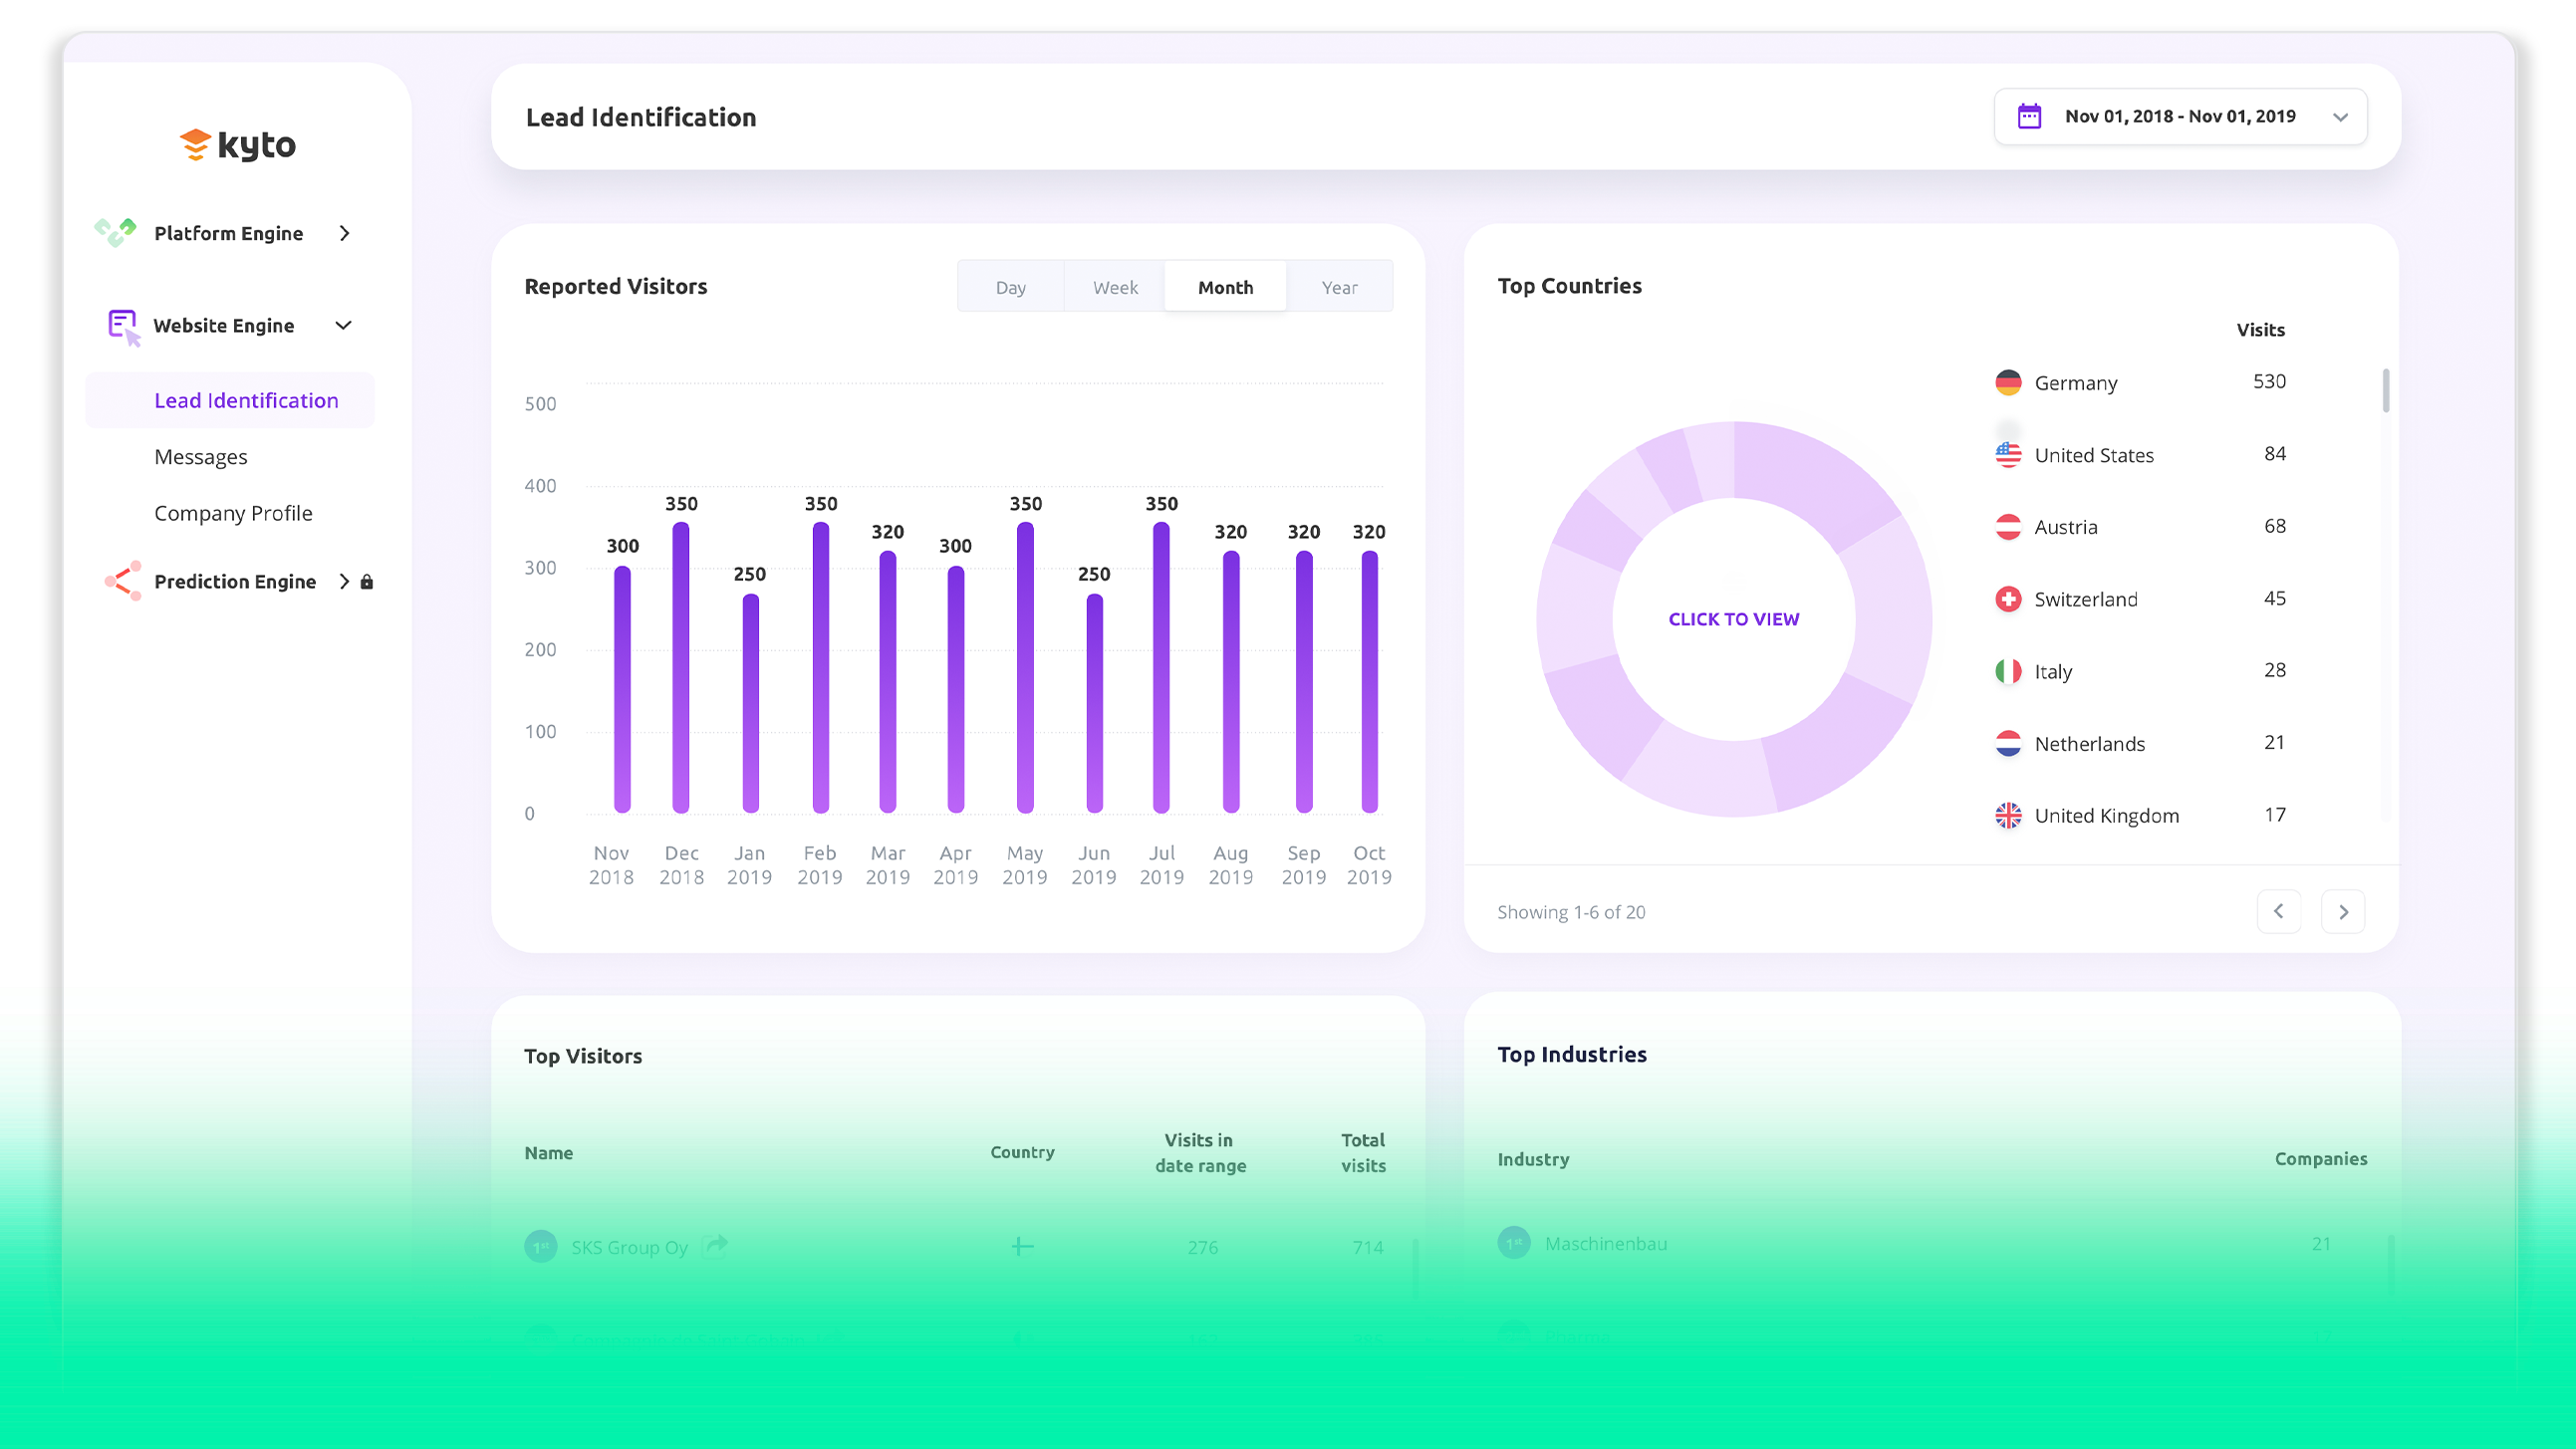 kyto
Platform Engine
Website Engine
Lead Identification
Messages
Company Profile
Prediction Engine
Lead Identification
Nov 01, 2018 - Nov 01, 2019
Reported Visitors
Day Week Month Year
500
400
300
200
100
0
300 350 250 350 320 300 350 250 350 320 320 320
Nov Dec Jan Feb Mar Apr May Jun Jul Aug Sep Oct
2018 2018 2019 2019 2019 2019 2019 2019 2019 2019 2019 2019
Top Countries
Visits
CLICK TO VIEW
Germany 530
United States 84
Austria 68
Switzerland 45
Italy 28
Netherlands 21
United Kingdom 17
Showing 1-6 of 20
Top Visitors
Name Country Visits in date range Total visits
1st SKS Group Oy 276 714
Top Industries
Industry Companies
1st Maschinenbau 21